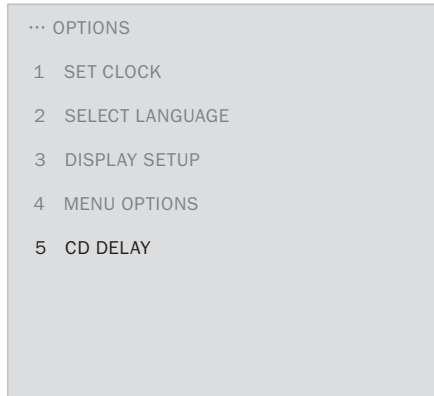 ··· OPTIONS
1 SET CLOCK
2 SELECT LANGUAGE
3 DISPLAY SETUP
4 MENU OPTIONS
5 CD DELAY